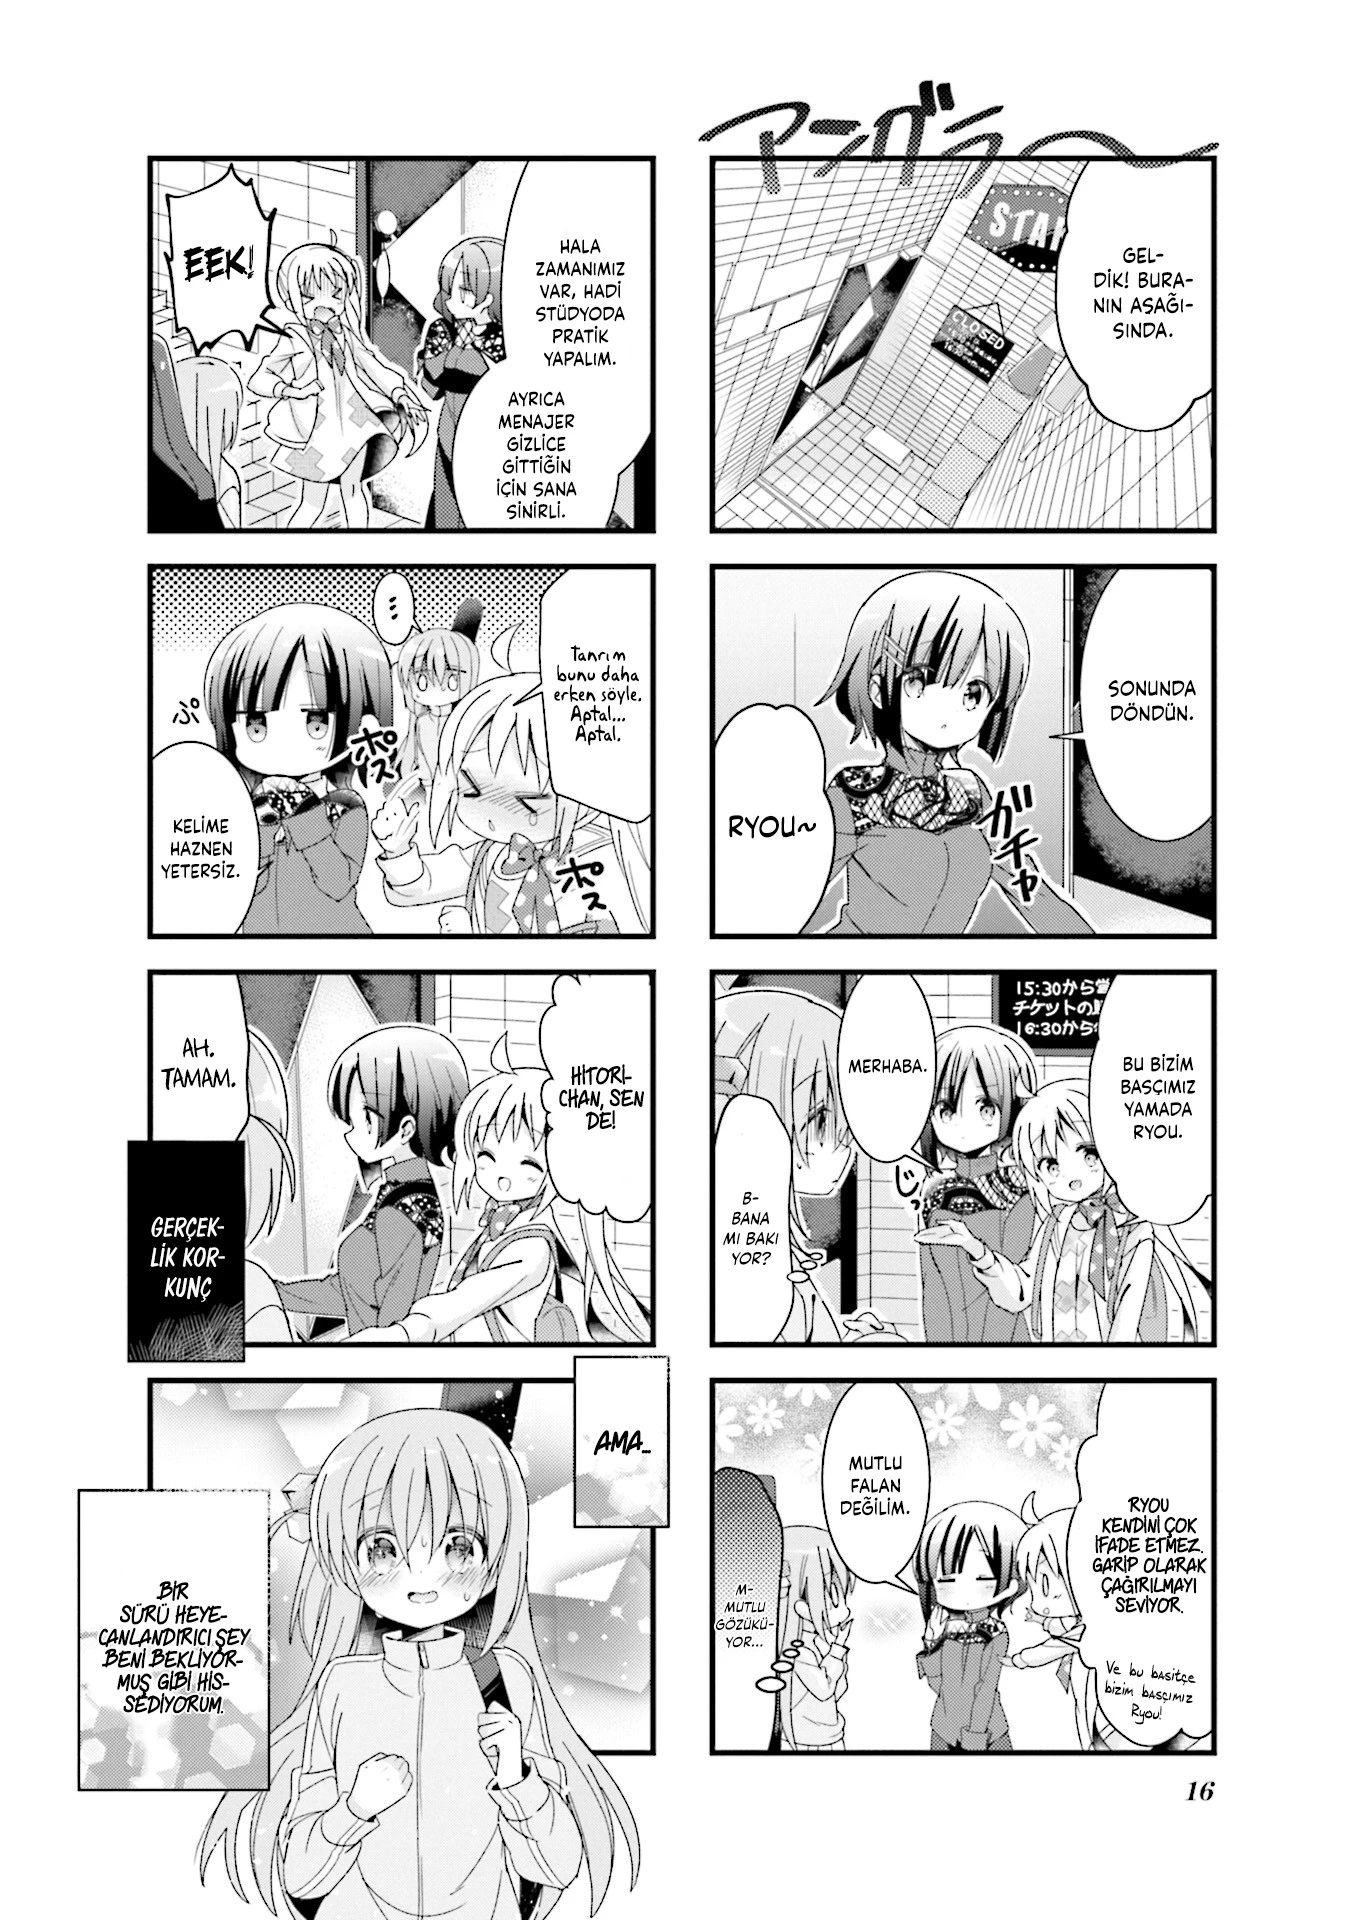 アングラ〜
GEL-
DİK! BURA-
NIN AŞAĞI-
SINDA.
STAR
CLOSED
SONUNDA
DÖNDÜN.
RYOU~
ガチャ
15:30から営
チケットの
16:30から
BU BİZİM
BASÇIMIZ
YAMADA
RYOU.
MERHABA.
じっ
B-
BANA
MI BAKI
YOR?
RYOU
KENDİNİ ÇOK
İFADE ETMEZ.
GARİP OLARAK
ÇAĞIRILMAYI
SEVİYOR.
Ve bu basitçe
bizim basçımız
Ryou!
MUTLU
FALAN
DEĞİLİM.
M-
MUTLU
GÖZÜKÜ-
YOR...
HALA
ZAMANIMIZ
VAR, HADİ
STÜDYODA
PRATİK
YAPALIM.
AYRICA
MENAJER
GİZLİCE
GİTTİĞİN
İÇİN SANA
SİNİRLİ.
EEK!
Tanrım
bunu daha
erken söyle.
Aptal...
Aptal.
...
ポス
ポス
ぷ
KELİME
HAZNEN
YETERSİZ.
HITORI-
CHAN, SEN
DE!
AH.
TAMAM.
GERÇEK-
LİK KOR-
KUNÇ
AMA...
BİR
SÜRÜ HEYE-
CANLANDIRICI ŞEY
BENİ BEKLİYOR-
MUŞ GİBİ HİS-
SEDİYORUM.
16